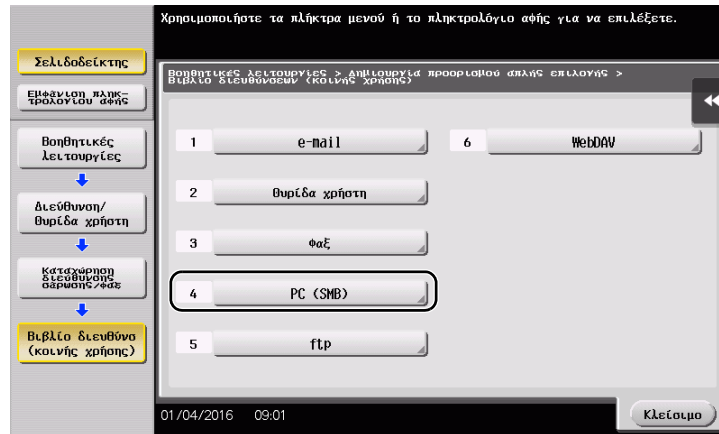 Χρησιμοποιήστε τα πλήκτρα μενού ή το πληκτρολόγιο αφής για να επιλέξετε.
Σελιδοδείκτης
Εμφάνιση πληκ-
τρολογίου αφής
Βοηθητικές
λειτουργίες
Διεύθυνση/
Θυρίδα χρήστη
Καταχώρηση
διεύθυνσης
σάρωσης/φαξ
Βιβλίο διευθύνσ
(κοινής χρήσης)
Βοηθητικές λειτουργίες > Δημιουργία προορισμού απλής επιλογής >
Βιβλίο διευθύνσεων (κοινής χρήσης)
1 e-mail
2 Θυρίδα χρήστη
3 Φαξ
4 PC (SMB)
5 ftp
6 WebDAV
01/04/2016 09:01
Κλείσιμο